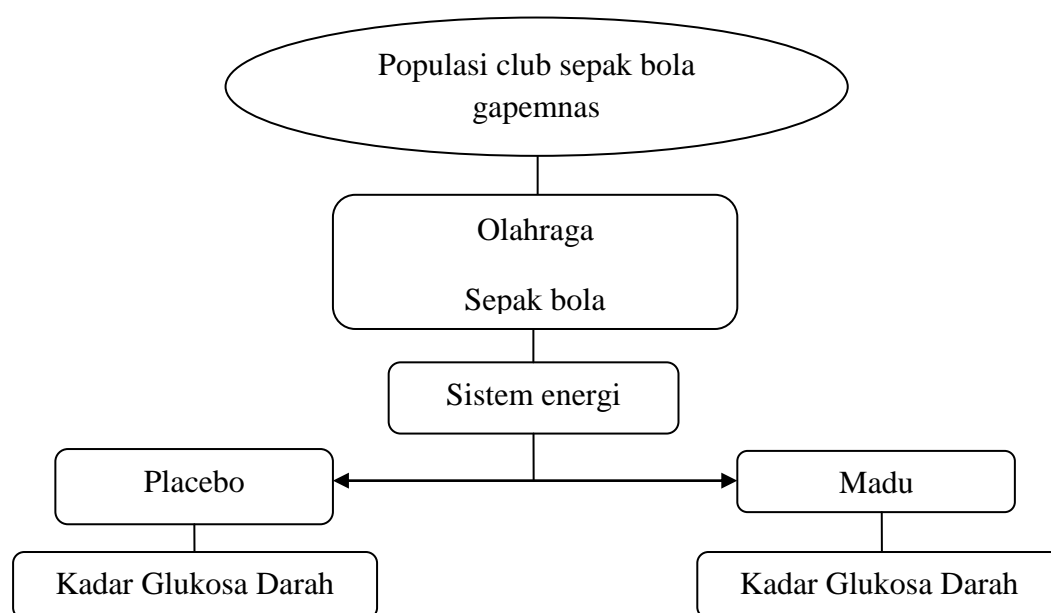 Populasi club sepak bola
gapemnas
Olahraga
Sepak bola
Sistem energi
Placebo
Madu
Kadar Glukosa Darah
Kadar Glukosa Darah